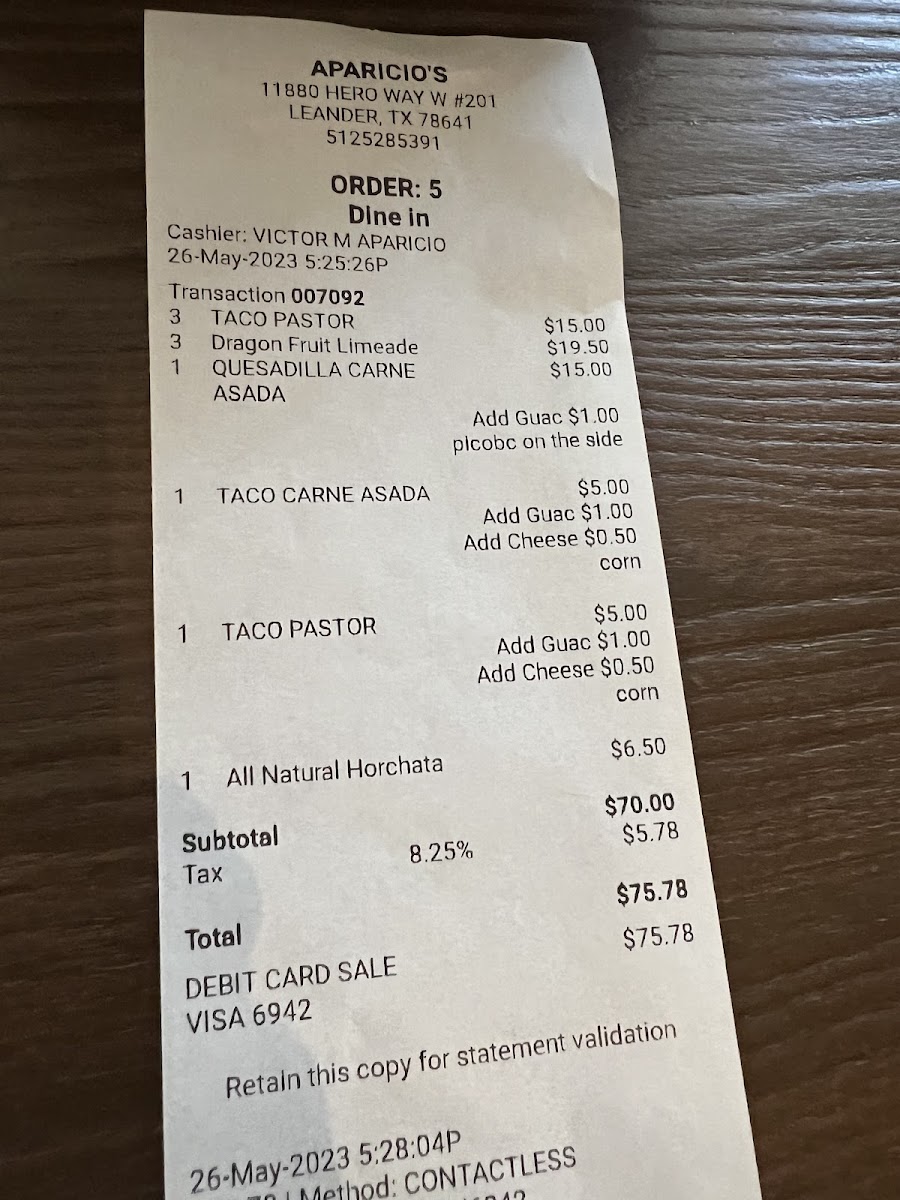 APARICIO'S
11880 HERO WAY W #201
LEANDER, TX 78641
5125285391
ORDER: 5
Dine in
Cashier: VICTOR M APARICIO
26-May-2023 5:25:26P
Transaction 007092
3 TACO PASTOR $15.00
3 Dragon Fruit Limeade $19.50
1 QUESADILLA CARNE $15.00
ASADA
Add Guac $1.00
picobc on the side
1 TACO CARNE ASADA $5.00
Add Guac $1.00
Add Cheese $0.50
corn
1 TACO PASTOR $5.00
Add Guac $1.00
Add Cheese $0.50
corn
1 All Natural Horchata $6.50
Subtotal $70.00
Tax 8.25% $5.78
Total $75.78
DEBIT CARD SALE $75.78
VISA 6942
Retain this copy for statement validation
26-May-2023 5:28:04P
Method: CONTACTLESS